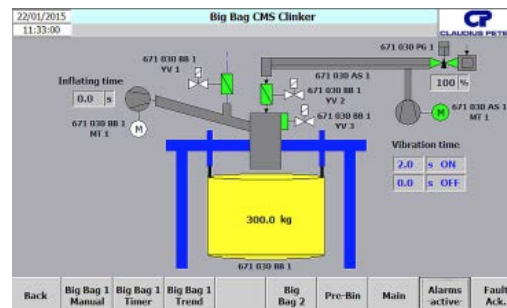 22/01/2015
Big Bag CMS Clinker
11:33:00
CP
CLAUDIUS PETE
671 030 PG 1
671 030 BB 1
YV 1
671 030 AS 1
Inflating time
0.0 s
100 %
YV 2
671 030 BB 1
671 030 AS 1
MT 1
M
671 030 BB 1
YV 3
671 030 BB 1
MT 1
M
Vibration time
2.0 s ON
0.0 s OFF
300.0 kg
671 030 BB 1
Back
Big Bag 1
Manual
Big Bag 1
Timer
Big Bag 1
Trend
Big
Bag 2
Pre-Bin
Main
Alarms
active
Fault
Ack.